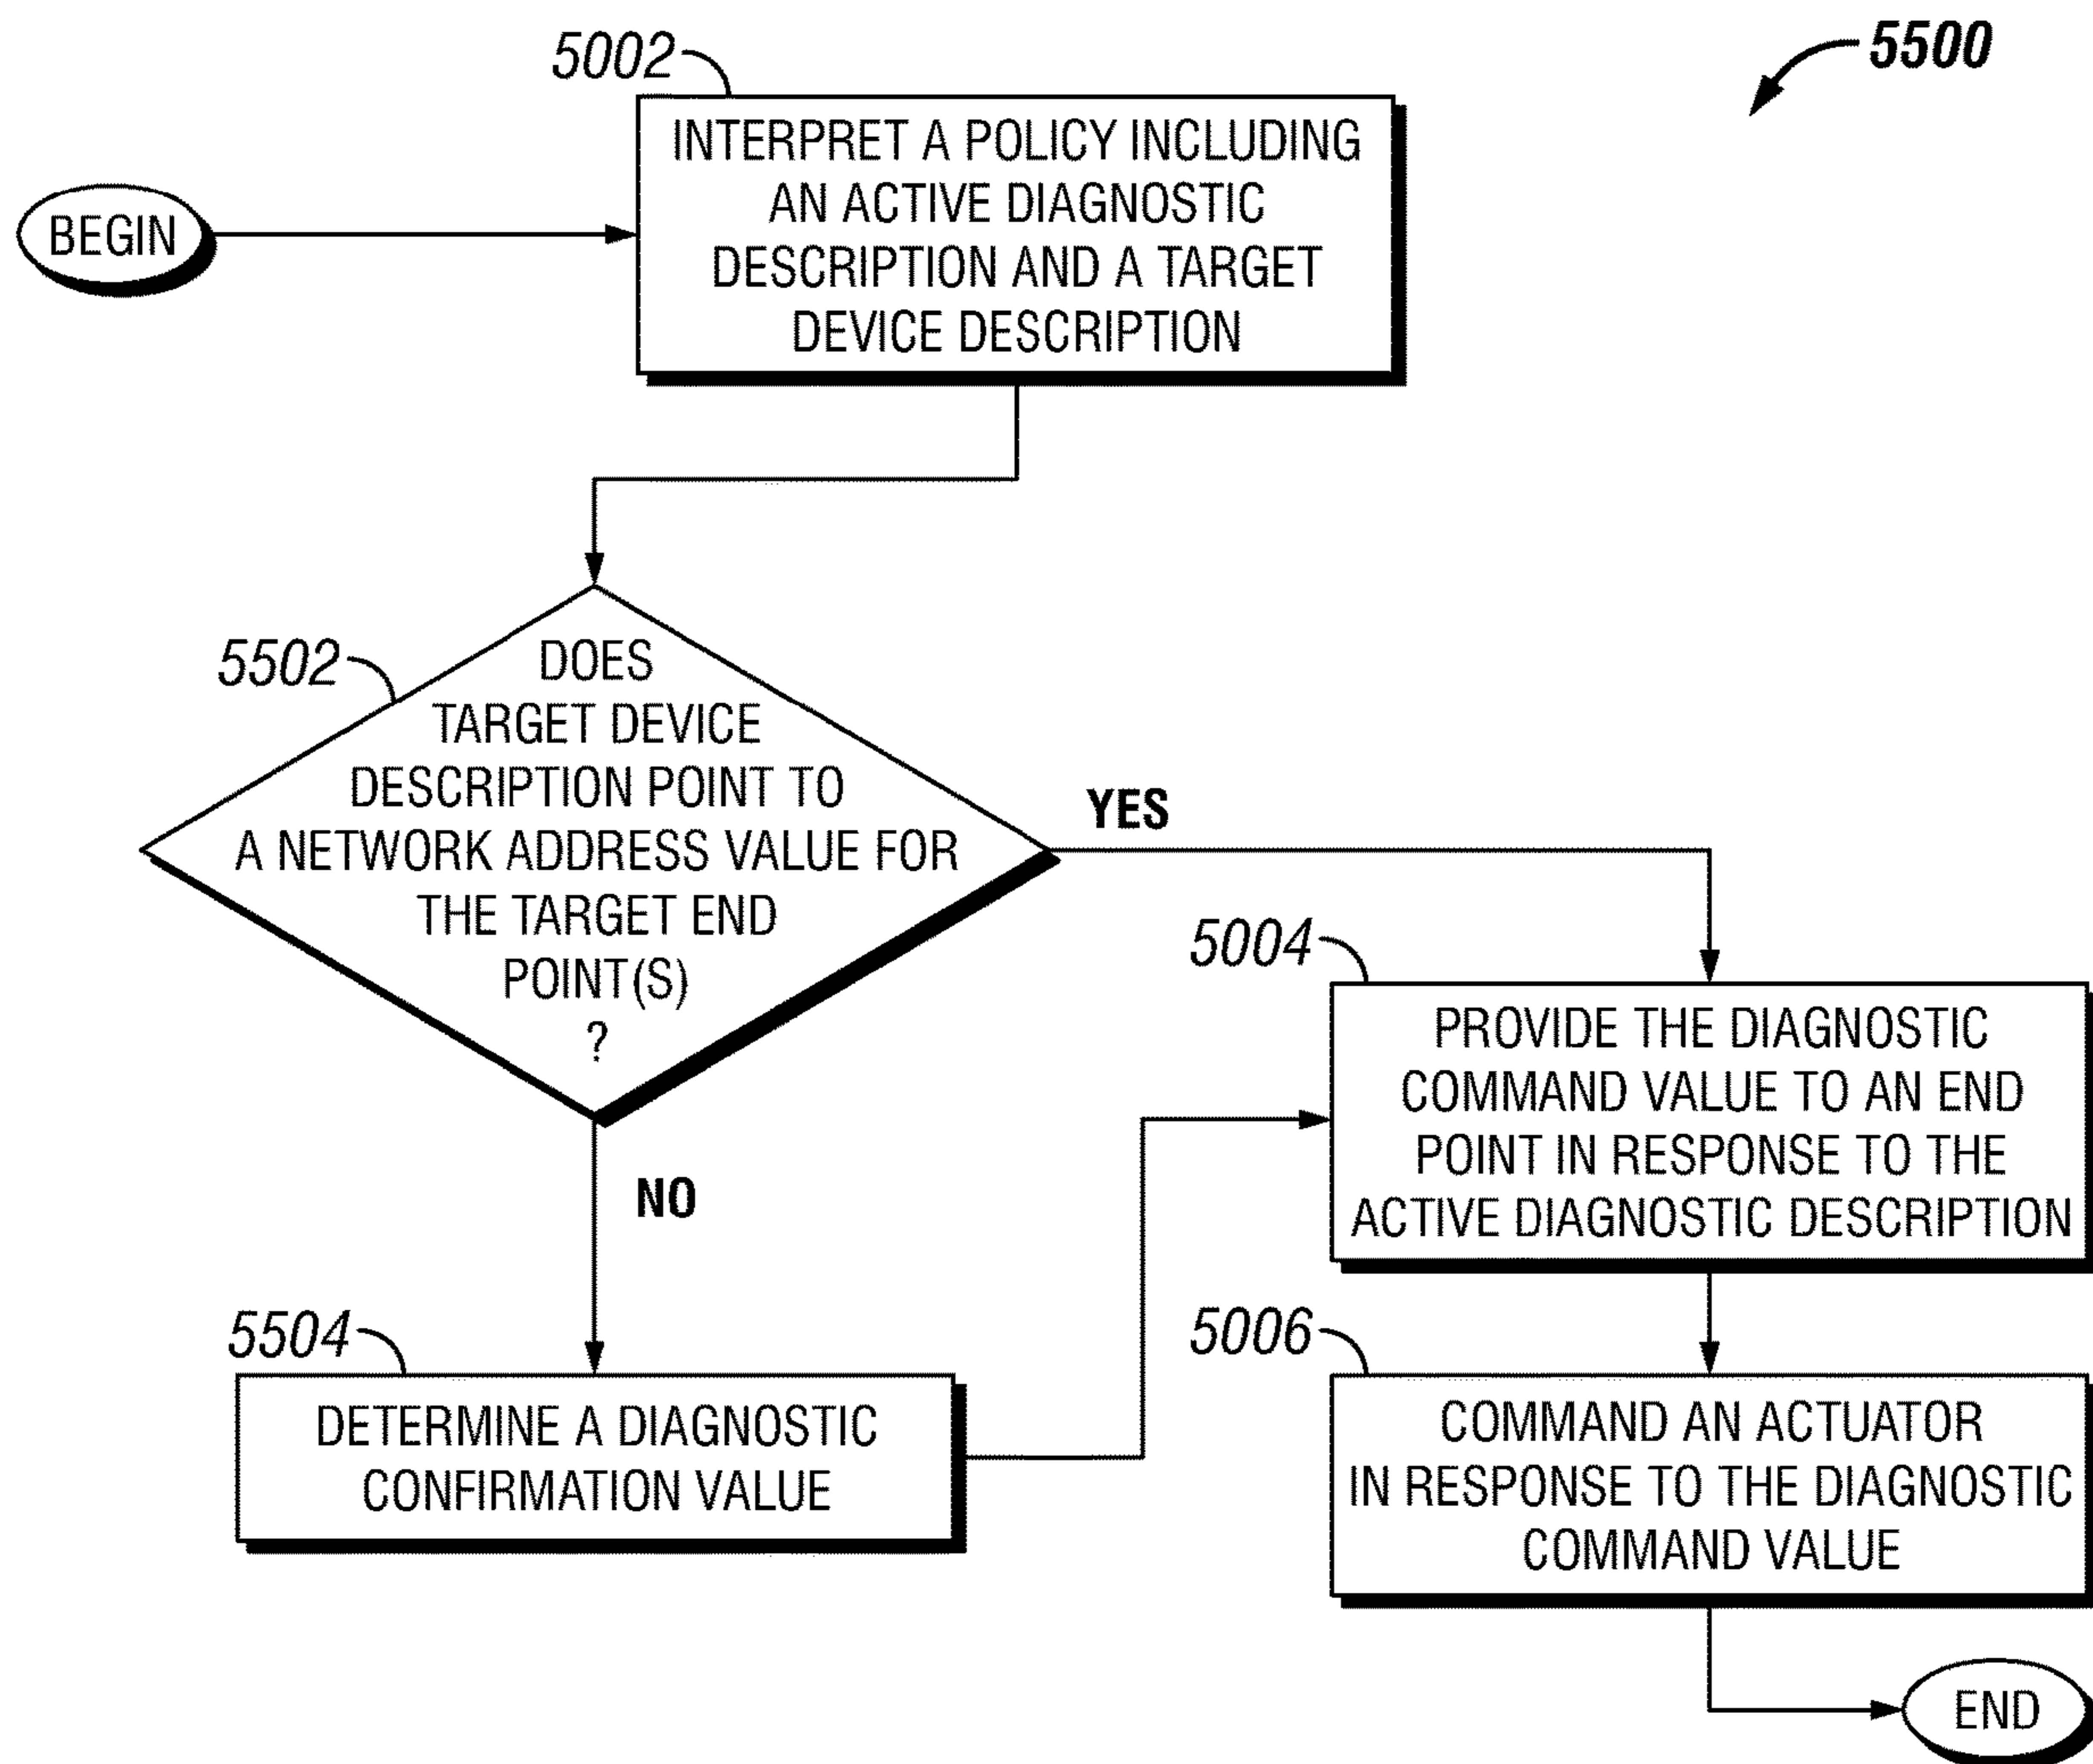 5500
5002
INTERPRET A POLICY INCLUDING
AN ACTIVE DIAGNOSTIC
DESCRIPTION AND A TARGET
DEVICE DESCRIPTION
BEGIN
5502
DOES
TARGET DEVICE
DESCRIPTION POINT TO
A NETWORK ADDRESS VALUE FOR
THE TARGET END
POINT(S)
?
YES
NO
5504
DETERMINE A DIAGNOSTIC
CONFIRMATION VALUE
5004
PROVIDE THE DIAGNOSTIC
COMMAND VALUE TO AN END
POINT IN RESPONSE TO THE
ACTIVE DIAGNOSTIC DESCRIPTION
5006
COMMAND AN ACTUATOR
IN RESPONSE TO THE DIAGNOSTIC
COMMAND VALUE
END